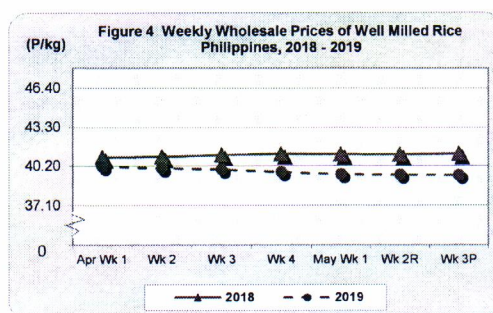 Figure 4 Weekly Wholesale Prices of Well Milled Rice
Philippines, 2018 - 2019
(P/kg)
46.40
43.30
40.20
37.10
0
Apr Wk 1 Wk 2 Wk 3 Wk 4 May Wk 1 Wk 2R Wk 3P
2018 2019